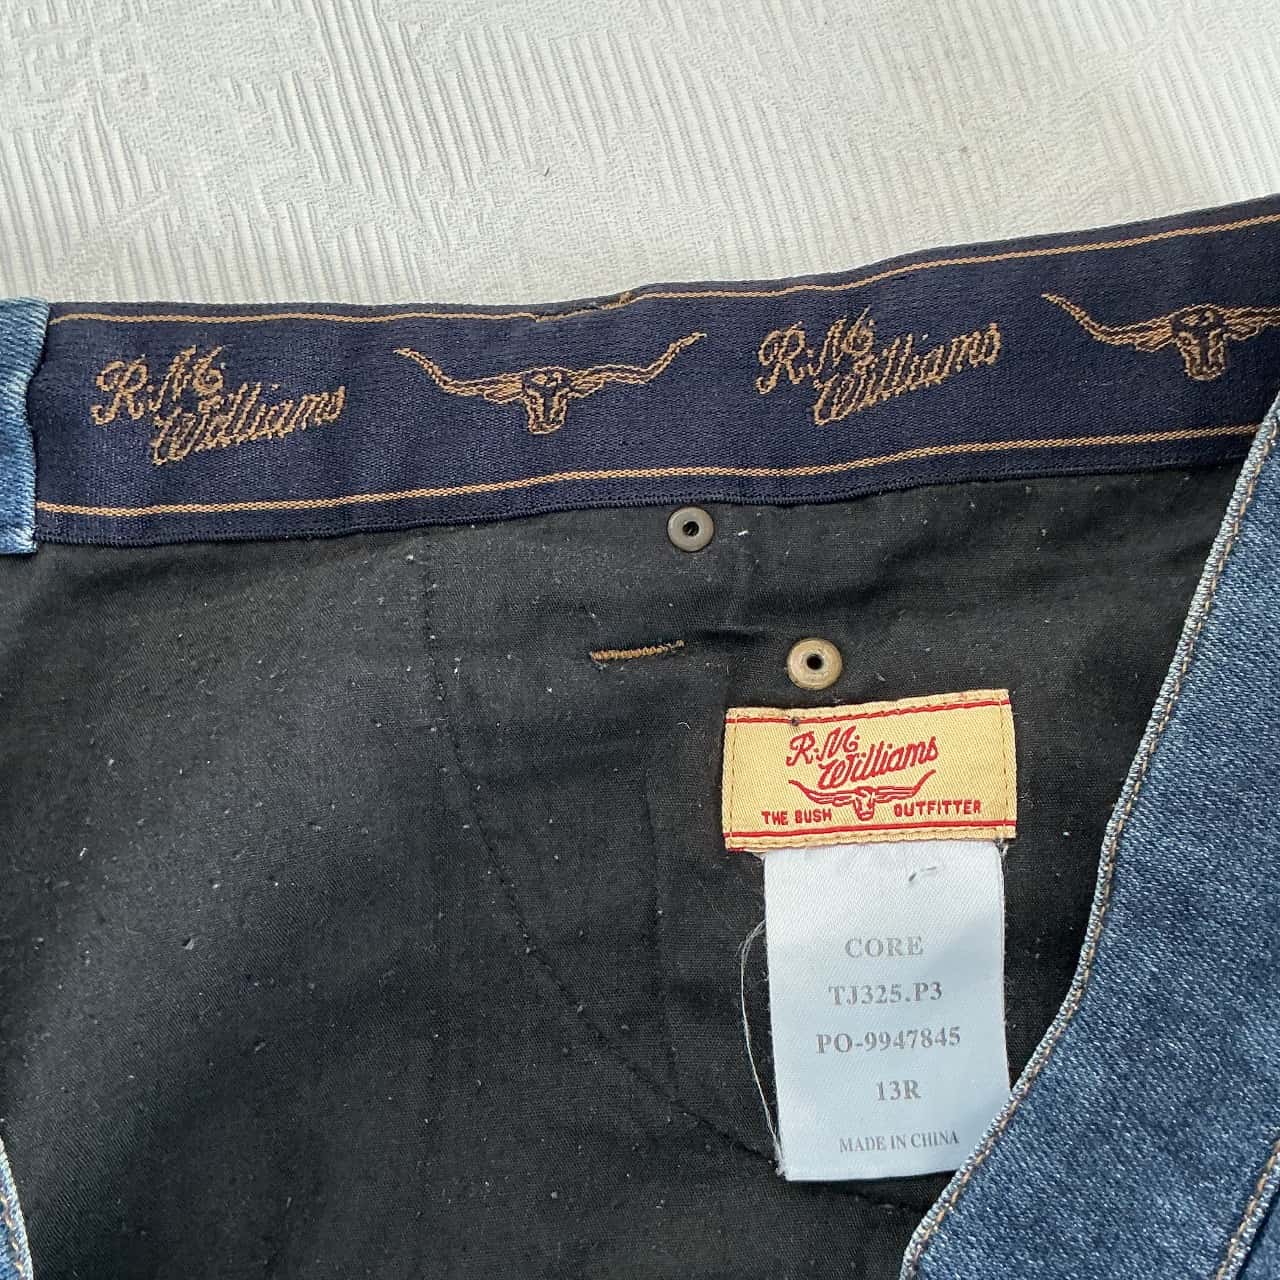 R.M.
Williams
R.M.
Williams
R.M.
Williams
THE BUSH OUTFITTER
CORE
TJ325.P3
PO-9947845
13R
MADE IN CHINA